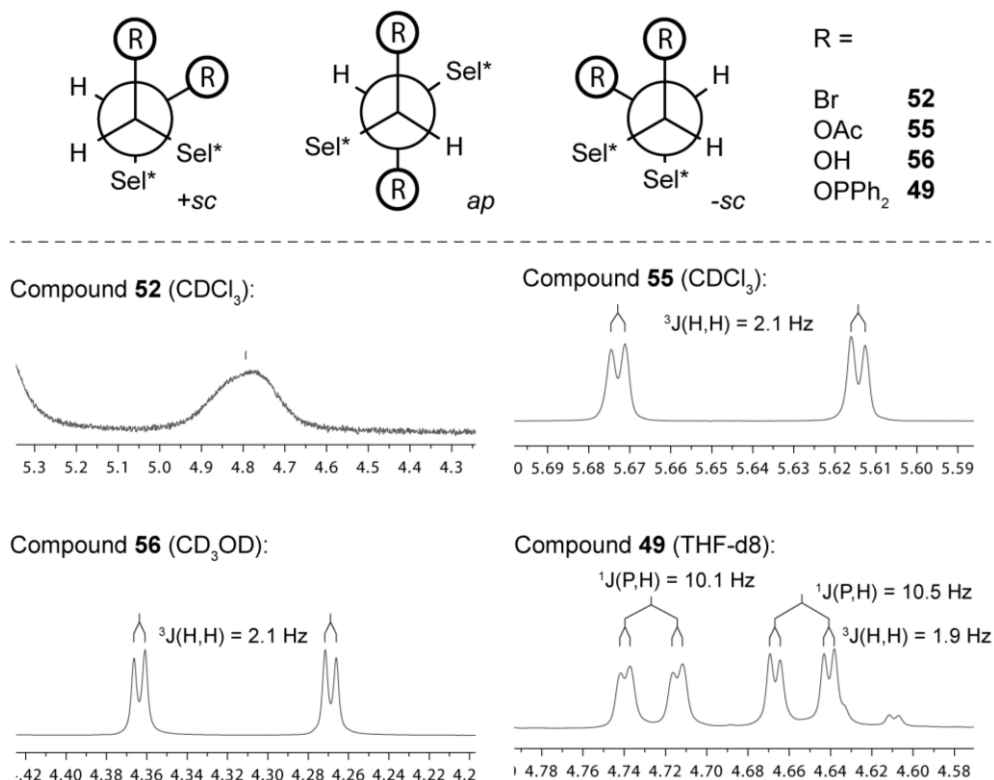 R
R
H
H
Sel*
Sel*
+sc
R
H
Sel*
Sel*
H
R
ap
R
R
H
Sel*
H
Sel*
-sc
R =
Br 52
OAc 55
OH 56
OPPh₂ 49
Compound 52 (CDCl₃):
5.3 5.2 5.1 5.0 4.9 4.8 4.7 4.6 4.5 4.4 4.3
Compound 55 (CDCl₃):
³J(H,H) = 2.1 Hz
0 5.69 5.68 5.67 5.66 5.65 5.64 5.63 5.62 5.61 5.60 5.59
Compound 56 (CD₃OD):
³J(H,H) = 2.1 Hz
.42 4.40 4.38 4.36 4.34 4.32 4.30 4.28 4.26 4.24 4.22 4.2
Compound 49 (THF-d8):
¹J(P,H) = 10.1 Hz
¹J(P,H) = 10.5 Hz
³J(H,H) = 1.9 Hz
4.78 4.76 4.74 4.72 4.70 4.68 4.66 4.64 4.62 4.60 4.58